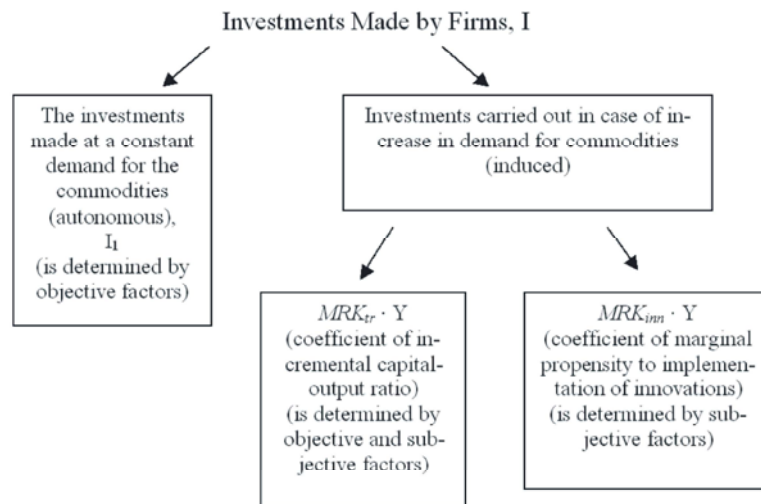 Investments Made by Firms, I
The investments
made at a constant
demand for the
commodities
(autonomous),
I₁
(is determined by
objective factors)
Investments carried out in case of in-
crease in demand for commodities
(induced)
MRKtr · Y
(coefficient of in-
cremental capital-
output ratio)
(is determined by
objective and sub-
jective factors)
MRKinn · Y
(coefficient of marginal
propensity to implemen-
tation of innovations)
(is determined by sub-
jective factors)